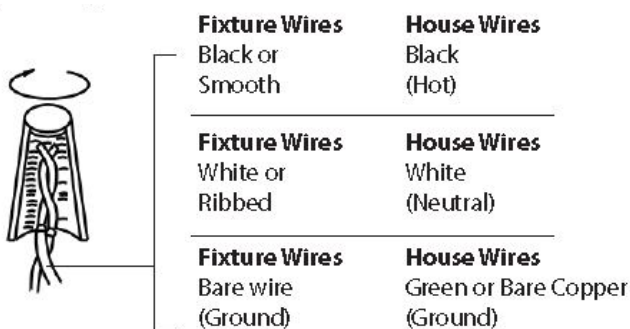 Fixture Wires House Wires
Black or Black
Smooth (Hot)
Fixture Wires House Wires
White or White
Ribbed (Neutral)
Fixture Wires House Wires
Bare wire Green or Bare Copper
(Ground) (Ground)